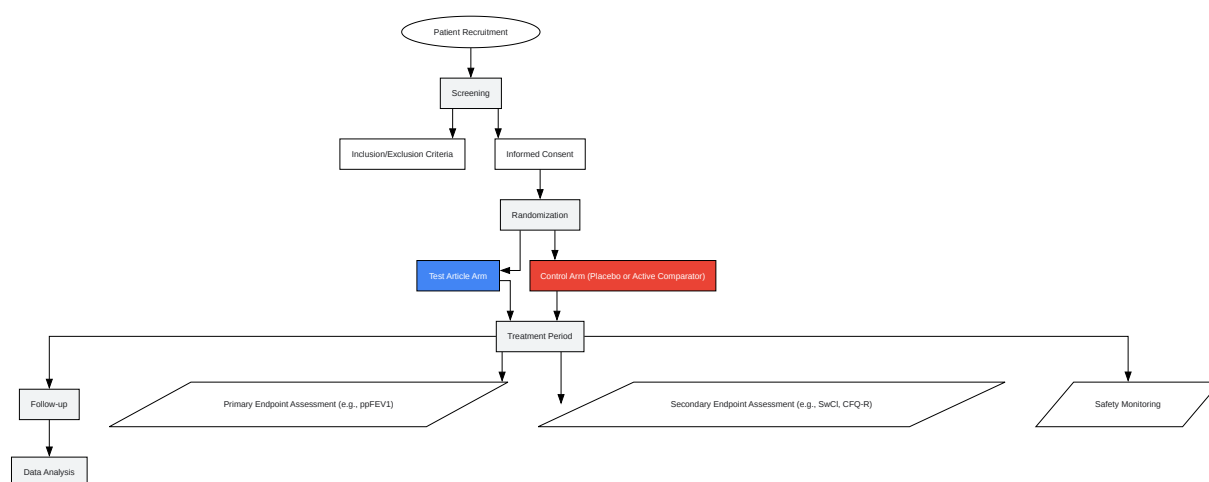 Patient Recruitment
Screening
Inclusion/Exclusion Criteria
Informed Consent
Randomization
Test Article Arm
Control Arm (Placebo or Active Comparator)
Treatment Period
Follow-up
Primary Endpoint Assessment (e.g., ppFEV1)
Secondary Endpoint Assessment (e.g., SwCl, CFQ-R)
Safety Monitoring
Data Analysis